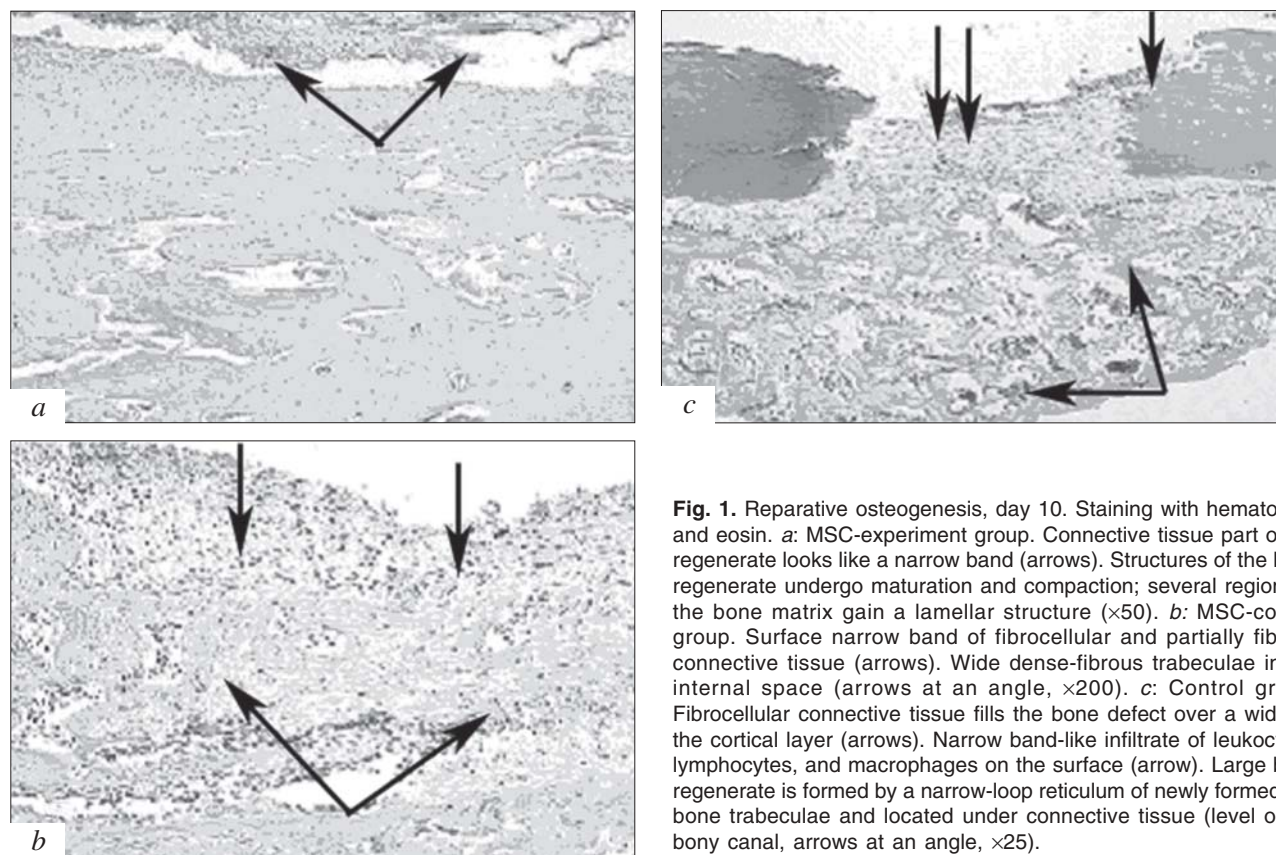 a
c
b
Fig. 1. Reparative osteogenesis, day 10. Staining with hemato
and eosin. a: MSC-experiment group. Connective tissue part o
regenerate looks like a narrow band (arrows). Structures of the
regenerate undergo maturation and compaction; several region
the bone matrix gain a lamellar structure (×50). b: MSC-co
group. Surface narrow band of fibrocellular and partially fib
connective tissue (arrows). Wide dense-fibrous trabeculae in
internal space (arrows at an angle, ×200). c: Control gr
Fibrocellular connective tissue fills the bone defect over a wid
the cortical layer (arrows). Narrow band-like infiltrate of leukoc
lymphocytes, and macrophages on the surface (arrow). Large
regenerate is formed by a narrow-loop reticulum of newly formed
bone trabeculae and located under connective tissue (level o
bony canal, arrows at an angle, ×25).